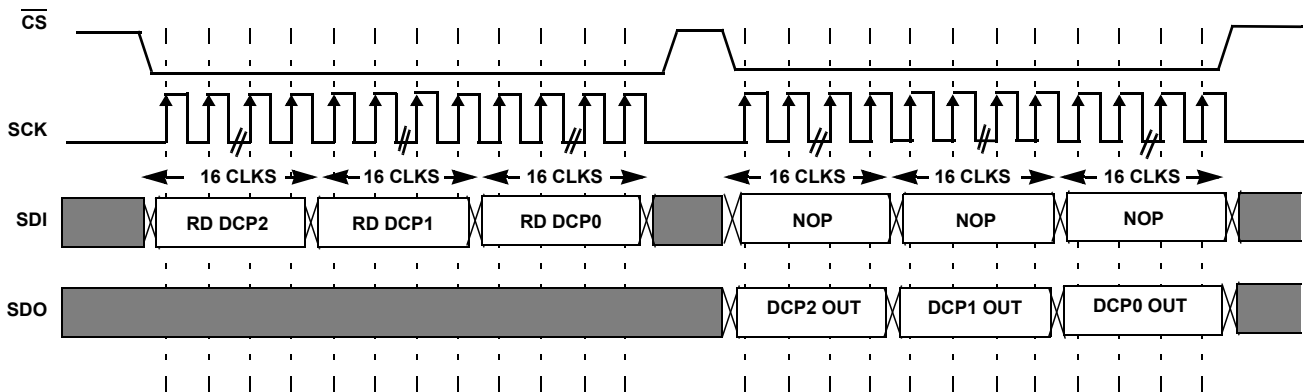 CS
SCK
16 CLKS 16 CLKS 16 CLKS 16 CLKS 16 CLKS 16 CLKS
SDI RD DCP2 RD DCP1 RD DCP0 NOP NOP NOP
SDO DCP2 OUT DCP1 OUT DCP0 OUT